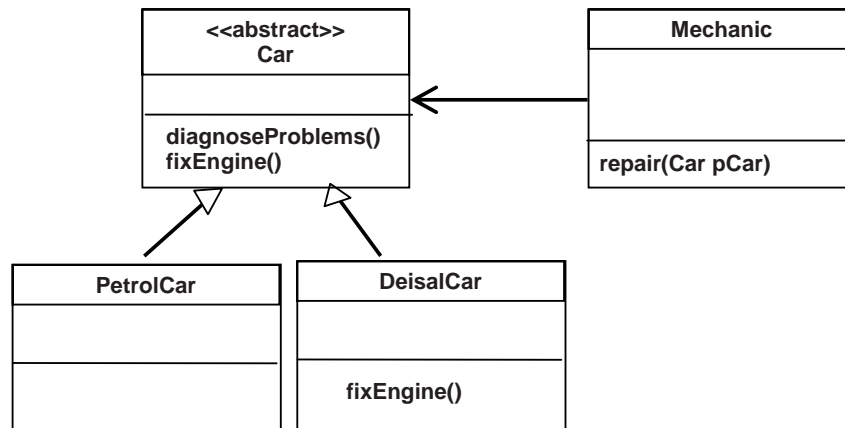 <<abstract>>
Car
diagnoseProblems()
fixEngine()
Mechanic
repair(Car pCar)
PetrolCar
DeisalCar
fixEngine()